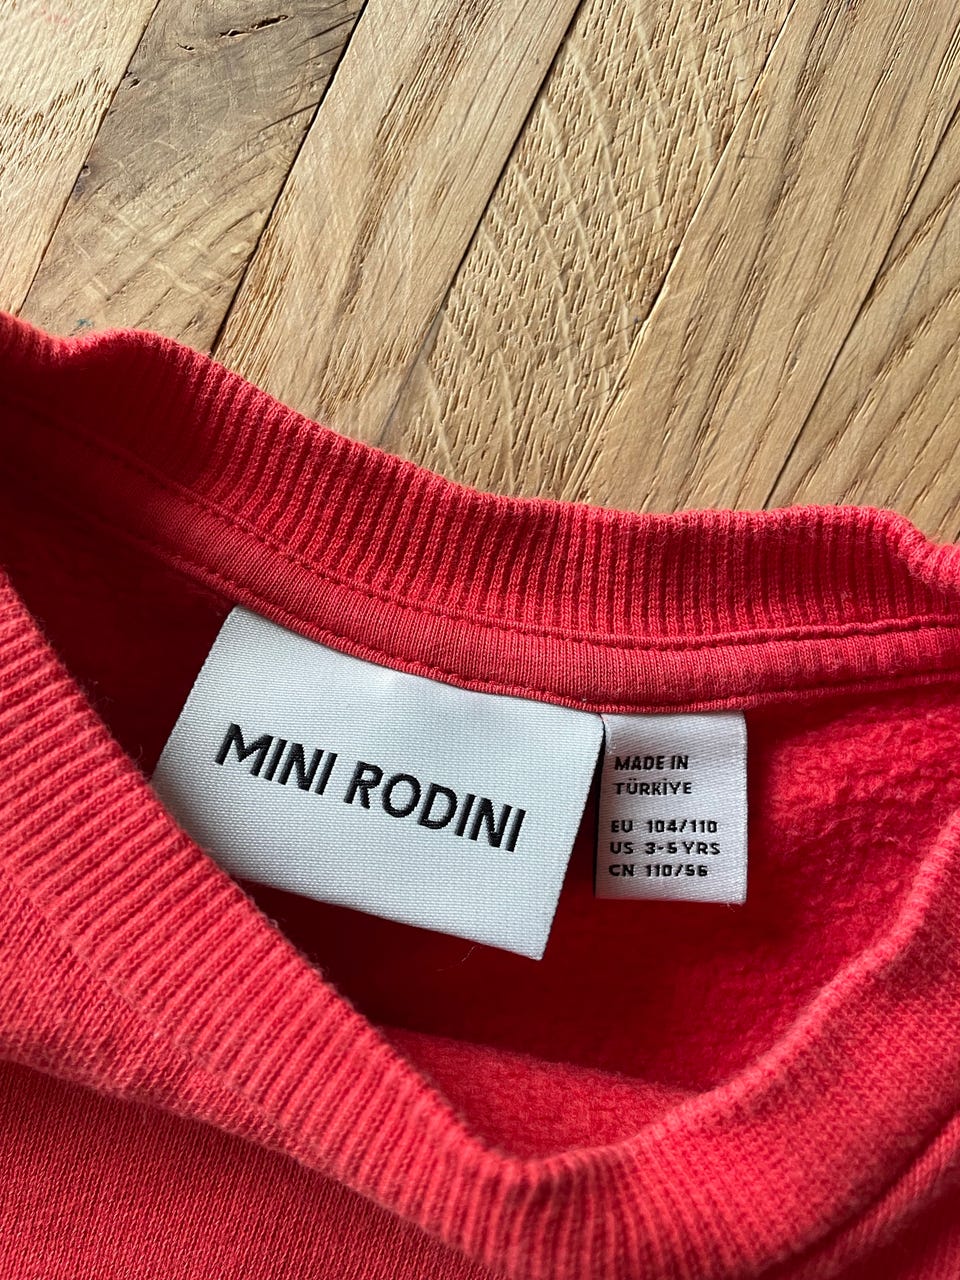 MINI RODINI
MADE IN
TÜRKİYE
EU 104/110
US 3-5 YRS
CN 110/56